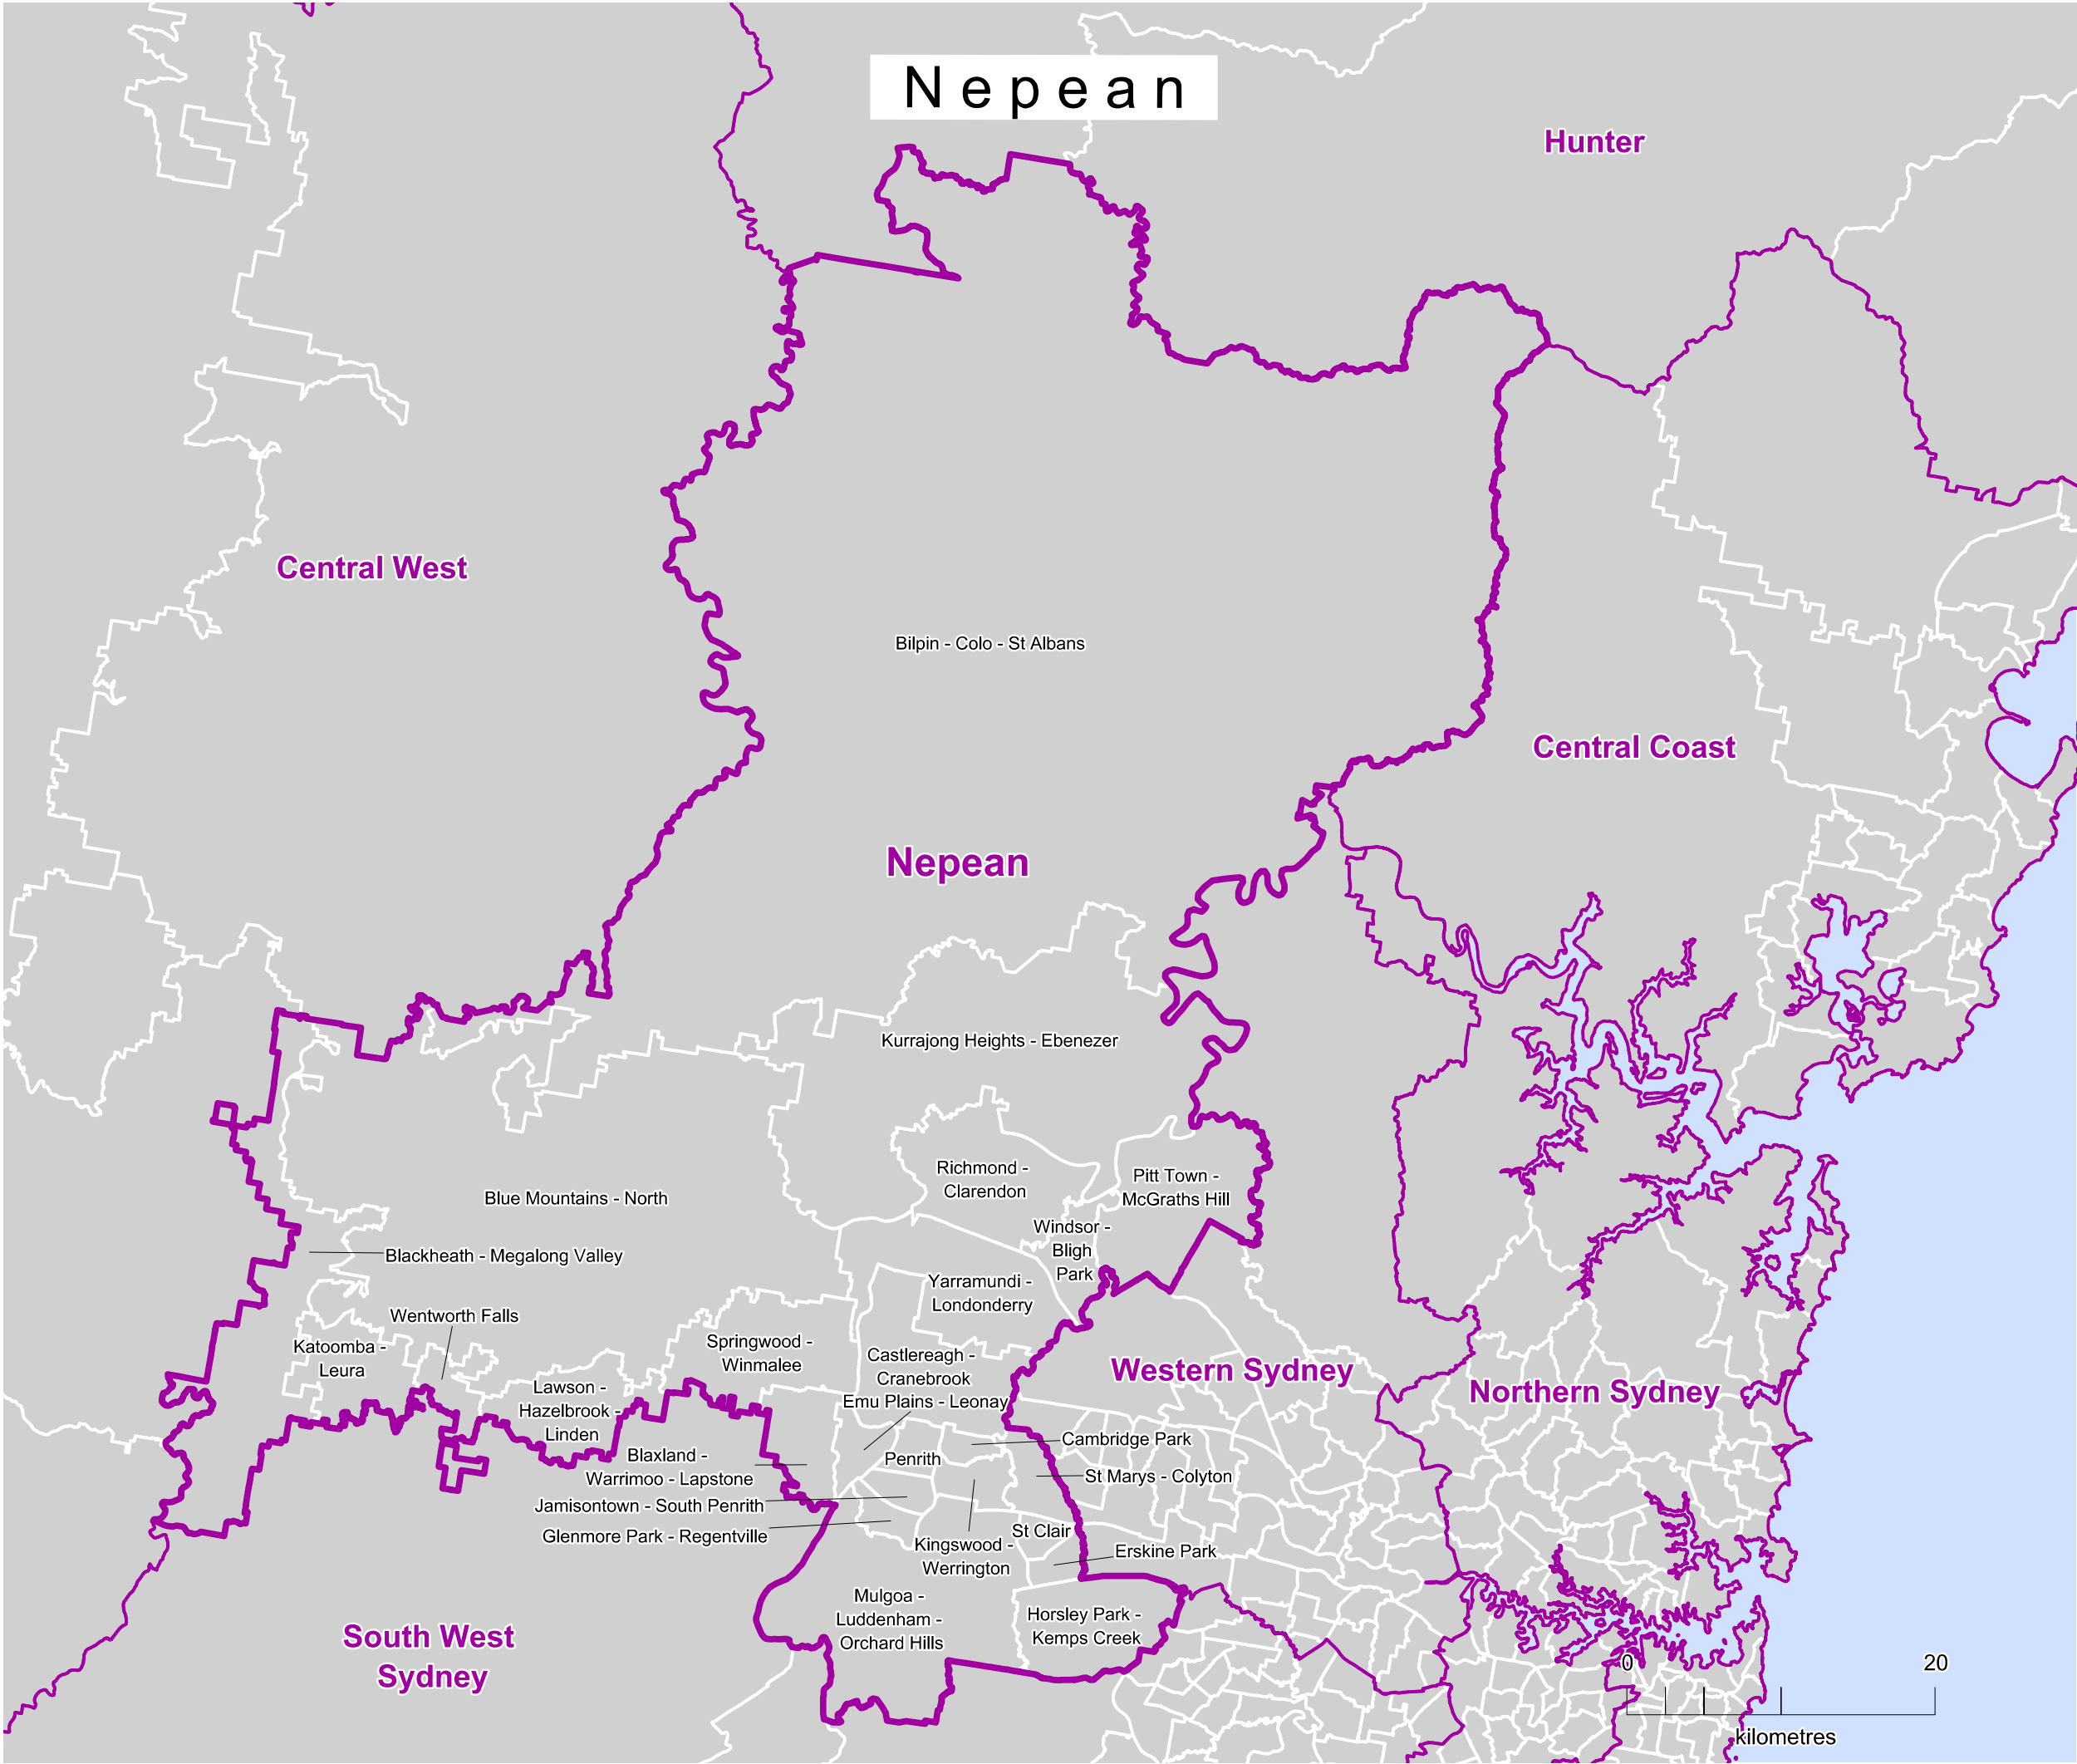 Nepean
Hunter
Central West
Bilpin - Colo - St Albans
Central Coast
Nepean
Kurrajong Heights - Ebenezer
Richmond -
Clarendon
Pitt Town -
McGraths Hill
Blue Mountains - North
Windsor -
Bligh
Park
Blackheath - Megalong Valley
Yarramundi -
Londonderry
Wentworth Falls
Katoomba -
Leura
Springwood -
Winmalee
Castlereagh -
Cranebrook
Emu Plains - Leonay
Western Sydney
Northern Sydney
Lawson -
Hazelbrook -
Linden
Cambridge Park
Blaxland -
Warrimoo - Lapstone
Penrith
St Marys - Colyton
Jamisontown - South Penrith
Glenmore Park - Regentville
St Clair
Kingswood -
Werrington
Erskine Park
Mulgoa -
Luddenham -
Orchard Hills
Horsley Park -
Kemps Creek
South West
Sydney
0 20
kilometres